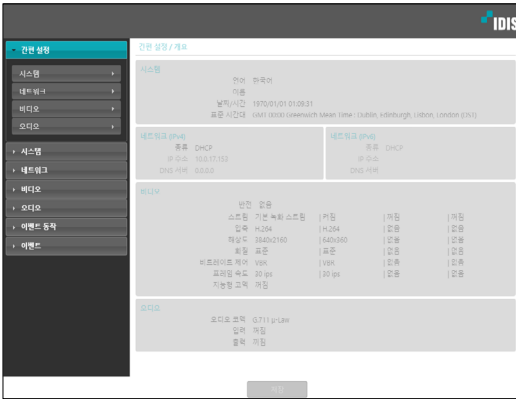 IDIS
간편 설정
시스템
네트워크
비디오
오디오
시스템
네트워크
비디오
오디오
이벤트 동작
이벤트
간편 설정 / 개요
시스템
언어 한국어
이름
날짜/시간 1970/01/01 01:09:31
표준 시간대 GMT 0000 Greenwich Mean Time : Dublin, Edinburgh, Lisbon, London (DST)
네트워크 (IPv4)
종류 DHCP
IP 주소 10.0.17.153
DNS 서버 0.0.0.0
네트워크 (IPv4)
종류 DHCP
IP 주소
DNS 서버
비디오
반전 없음
스트림 기본 녹화 스트림 | 켜짐 | 꺼짐 | 꺼짐
압축 H.264 | H.264 | 없음 | 없음
해상도 3840x2160 | 640x360 | 없음 | 없음
화질 표준 | 표준 | 없음 | 없음
비트레이트 제어 VBR | VBR | 없음 | 없음
프레임 속도 30 ips | 30 ips | 없음 | 없음
지능형 코덱 꺼짐
오디오
오디오 코덱 G.711 μ-Law
입력 꺼짐
출력 꺼짐
저장